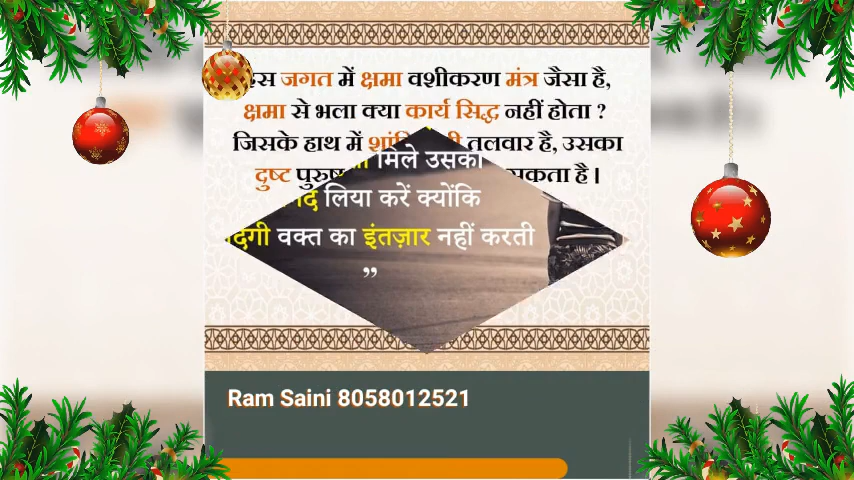 जगत में क्षमा वशीकरण मंत्र जैसा है,
क्षमा से भला क्या कार्य सिद्ध नहीं होता ?
जिसके हाथ में तलवार है, उसका
दुष्ट
मिले उसका
लिया करें क्योंकि
वक्त का इंतज़ार नहीं करती
”
Ram Saini 8058012521